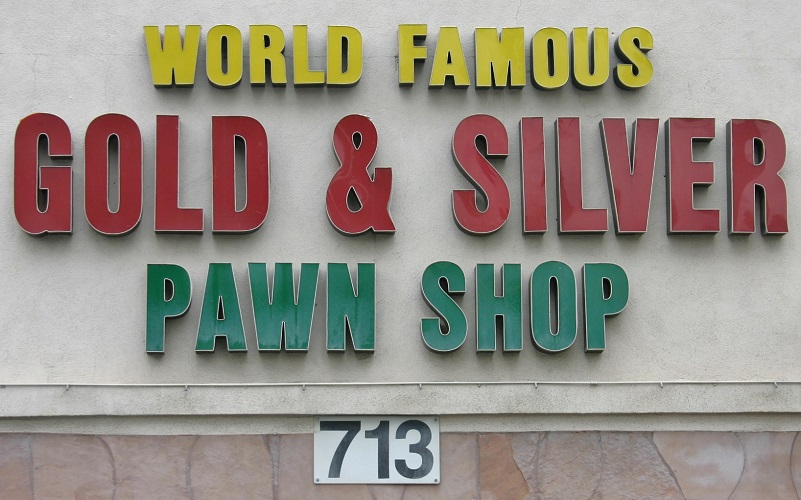 WORLD FAMOUS
GOLD & SILVER
PAWN SHOP
713